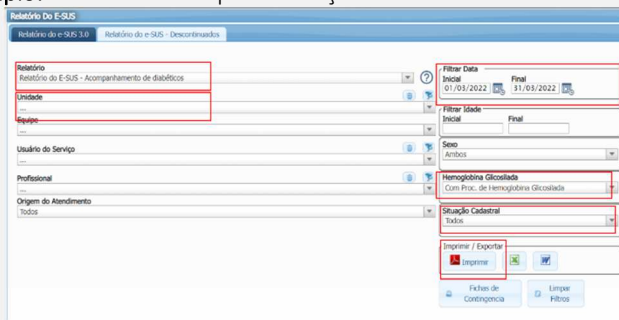 Relatório Do E-SUS
Relatório do e-SUS 3.0 Relatório do e-SUS - Descontinuados
Relatório
Relatório do E-SUS - Acompanhamento de diabéticos
Unidade
...
Equipe
...
Usuário do Serviço
...
Profissional
...
Origem do Atendimento
Todos
Filtrar Data
Inicial Final
01/03/2022 31/03/2022
Filtrar Idade
Inicial Final
Sexo
Ambos
Hemoglobina Glicosilada
Com Proc. de Hemoglobina Glicosilada
Situação Cadastral
Todos
Imprimir / Exportar
Imprimir
Fichas de
Contingencia
Limpar
Filtros